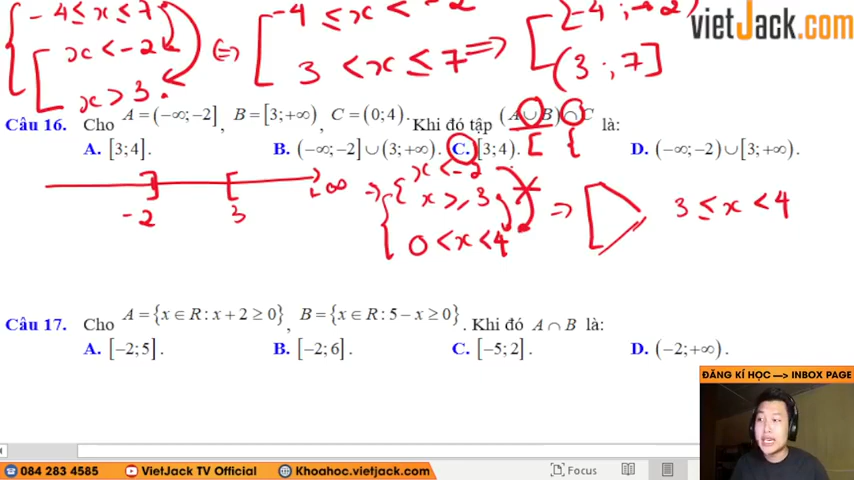 vietJack.com
-4 ≤ x ≤ 7
x < -2
x > 3
⇔
-4 ≤ x < -2
3 < x ≤ 7
⇒
[-4 ; -2)
(3 ; 7]
Câu 16. Cho A = (−∞; −2], B = [3; +∞), C = (0; 4). Khi đó tập (A ∪ B) ∩ C là:
A. [3; 4]. B. (−∞; −2] ∪ (3; +∞). C. [3; 4). D. (−∞; −2) ∪ [3; +∞).
-2 3 +∞
⇒
x < -2
x ≥ 3
0 < x < 4
⇒ 3 ≤ x < 4
Câu 17. Cho A = {x ∈ R : x + 2 ≥ 0}, B = {x ∈ R : 5 − x ≥ 0}. Khi đó A ∩ B là:
A. [−2; 5]. B. [−2; 6]. C. [−5; 2]. D. (−2; +∞).
ĐĂNG KÍ HỌC —> INBOX PAGE
084 283 4585 VietJack TV Official Khoahoc.vietjack.com Focus